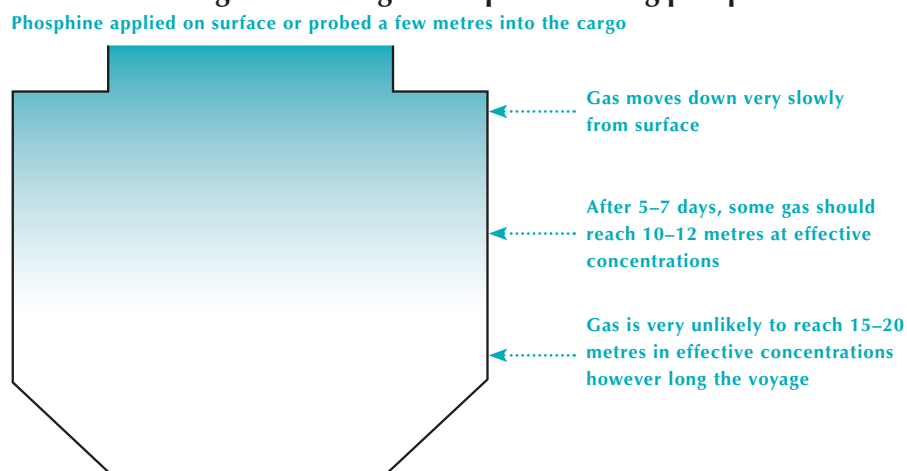 Phosphine applied on surface or probed a few metres into the cargo
Gas moves down very slowly
from surface
After 5–7 days, some gas should
reach 10–12 metres at effective
concentrations
Gas is very unlikely to reach 15–20
metres in effective concentrations
however long the voyage